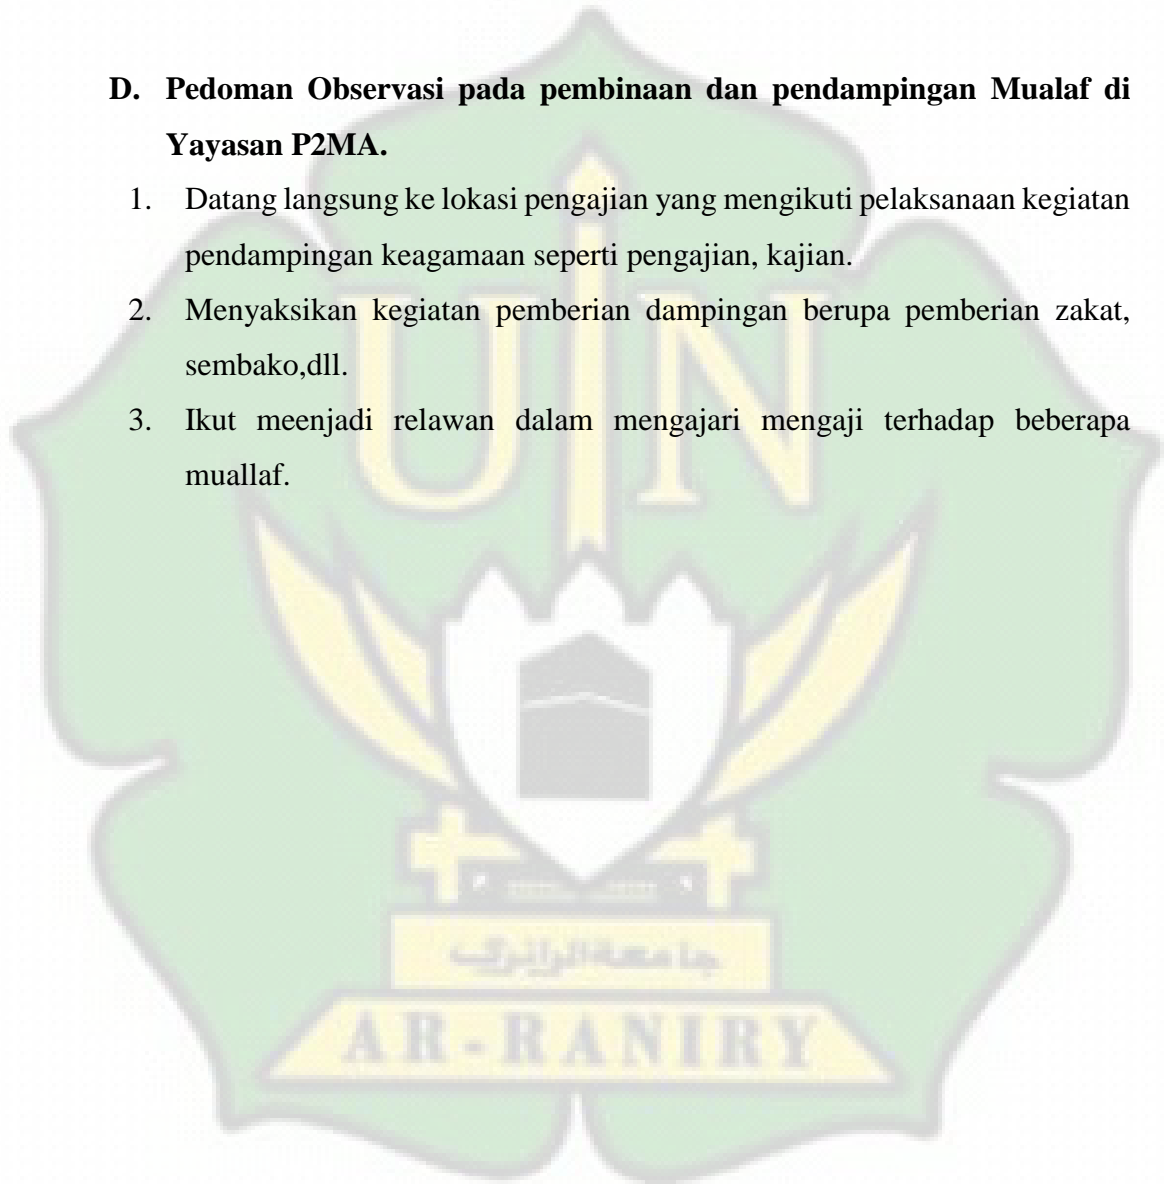 D. Pedoman Observasi pada pembinaan dan pendampingan Mualaf di
Yayasan P2MA.
1. Datang langsung ke lokasi pengajian yang mengikuti pelaksanaan kegiatan
pendampingan keagamaan seperti pengajian, kajian.
2. Menyaksikan kegiatan pemberian dampingan berupa pemberian zakat,
sembako,dll.
3. Ikut meenjadi relawan dalam mengajari mengaji terhadap beberapa
muallaf.
UIN
جامعةالرانري
AR-RANIRY